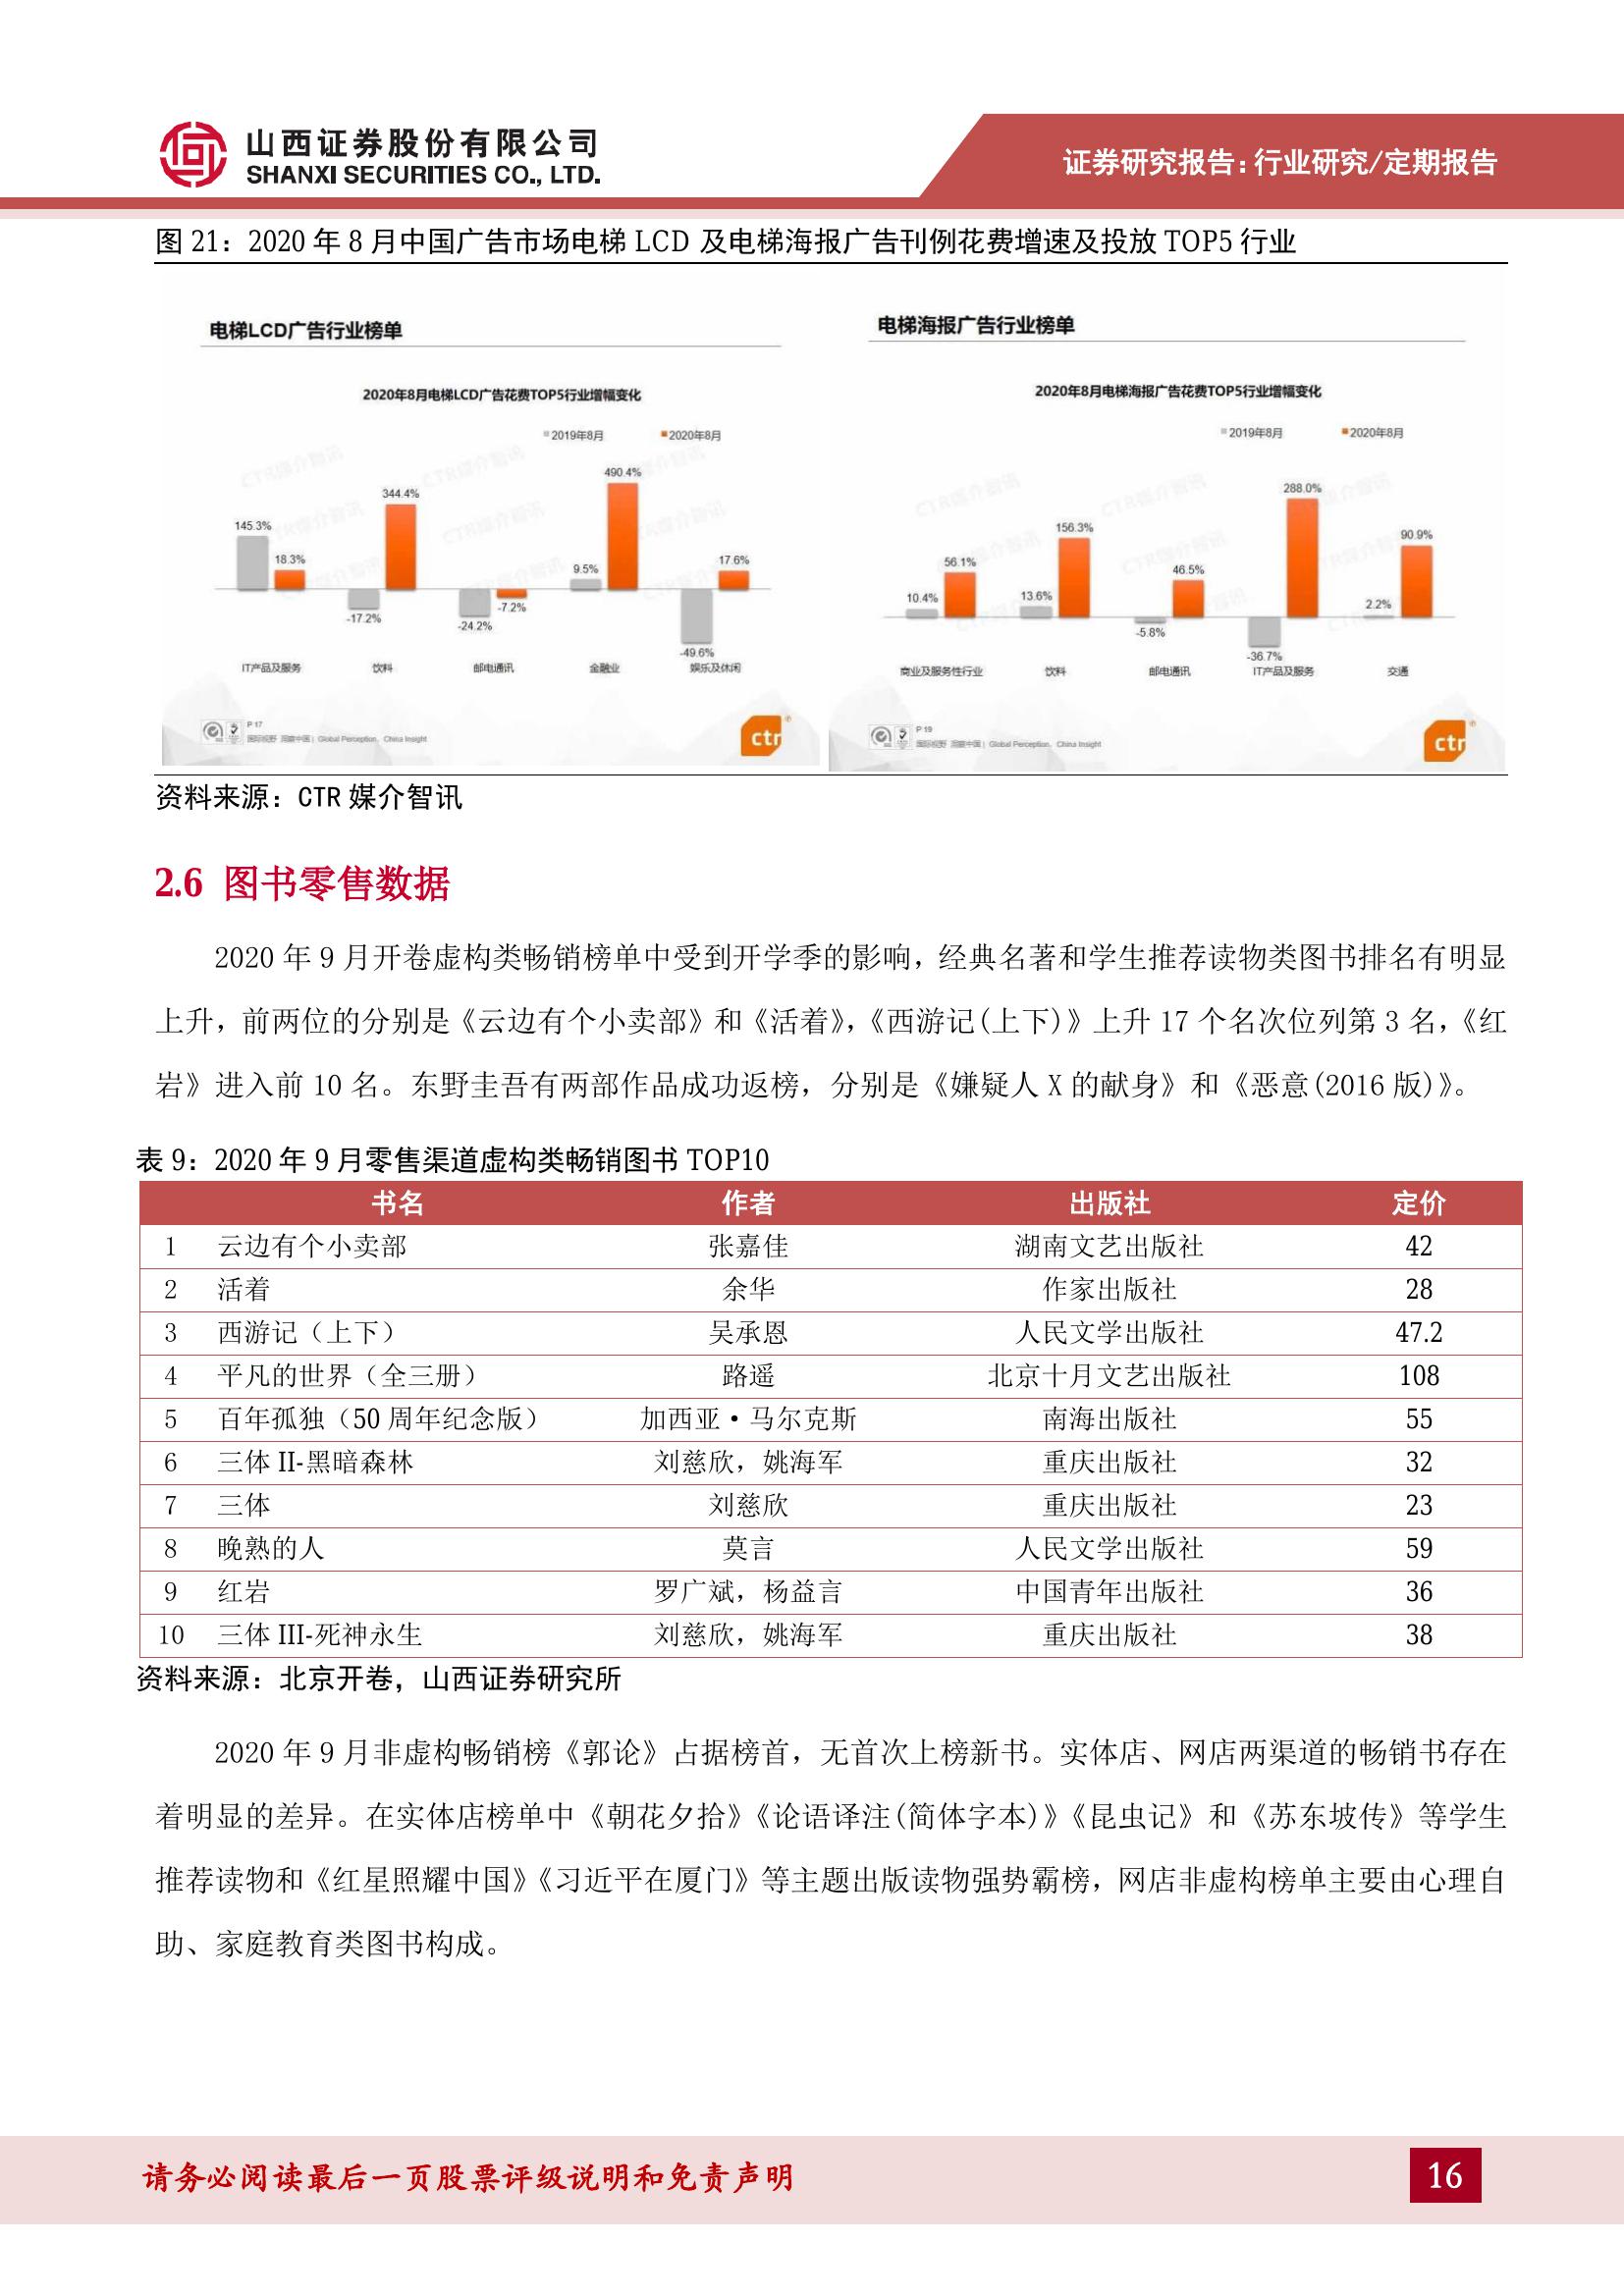 山西证券股份有限公司
SHANXI SECURITIES CO., LTD.
证券研究报告:行业研究/定期报告
图 21：2020 年 8 月中国广告市场电梯 LCD 及电梯海报广告刊例花费增速及投放 TOP5 行业
电梯LCD广告行业榜单
2020年8月电梯LCD广告花费TOP5行业增幅变化
2019年8月 2020年8月
145.3% 18.3% -17.2% 344.4% -24.2% -7.2% 9.5% 490.4% -49.6% 17.6%
IT产品及服务 饮料 邮电通讯 金融业 娱乐及休闲
P 17
国际视野 洞察中国 | Global Perception, China Insight
ctr
电梯海报广告行业榜单
2020年8月电梯海报广告花费TOP5行业增幅变化
2019年8月 2020年8月
10.4% 56.1% 13.6% 156.3% -5.8% 46.5% -36.7% 288.0% 2.2% 90.9%
商业及服务性行业 饮料 邮电通讯 IT产品及服务 交通
P 19
国际视野 洞察中国 | Global Perception, China Insight
ctr
CTR媒介智讯
资料来源：CTR 媒介智讯
2.6 图书零售数据
2020 年 9 月开卷虚构类畅销榜单中受到开学季的影响，经典名著和学生推荐读物类图书排名有明显
上升，前两位的分别是《云边有个小卖部》和《活着》，《西游记(上下)》上升 17 个名次位列第 3 名，《红
岩》进入前 10 名。东野圭吾有两部作品成功返榜，分别是《嫌疑人 X 的献身》和《恶意(2016 版)》。
表 9：2020 年 9 月零售渠道虚构类畅销图书 TOP10
书名 作者 出版社 定价
1 云边有个小卖部 张嘉佳 湖南文艺出版社 42
2 活着 余华 作家出版社 28
3 西游记（上下） 吴承恩 人民文学出版社 47.2
4 平凡的世界（全三册） 路遥 北京十月文艺出版社 108
5 百年孤独（50 周年纪念版） 加西亚·马尔克斯 南海出版社 55
6 三体 II-黑暗森林 刘慈欣，姚海军 重庆出版社 32
7 三体 刘慈欣 重庆出版社 23
8 晚熟的人 莫言 人民文学出版社 59
9 红岩 罗广斌，杨益言 中国青年出版社 36
10 三体 III-死神永生 刘慈欣，姚海军 重庆出版社 38
资料来源：北京开卷，山西证券研究所
2020 年 9 月非虚构畅销榜《郭论》占据榜首，无首次上榜新书。实体店、网店两渠道的畅销书存在
着明显的差异。在实体店榜单中《朝花夕拾》《论语译注(简体字本)》《昆虫记》和《苏东坡传》等学生
推荐读物和《红星照耀中国》《习近平在厦门》等主题出版读物强势霸榜，网店非虚构榜单主要由心理自
助、家庭教育类图书构成。
请务必阅读最后一页股票评级说明和免责声明
16